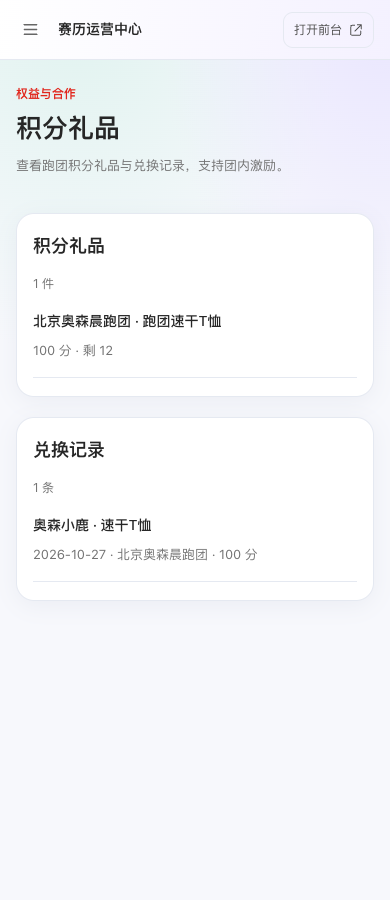 赛历运营中心
打开前台
权益与合作
积分礼品
查看跑团积分礼品与兑换记录，支持团内激励。
积分礼品
1 件
北京奥森晨跑团 · 跑团速干T恤
100 分 · 剩 12
兑换记录
1 条
奥森小鹿 · 速干T恤
2026-10-27 · 北京奥森晨跑团 · 100 分